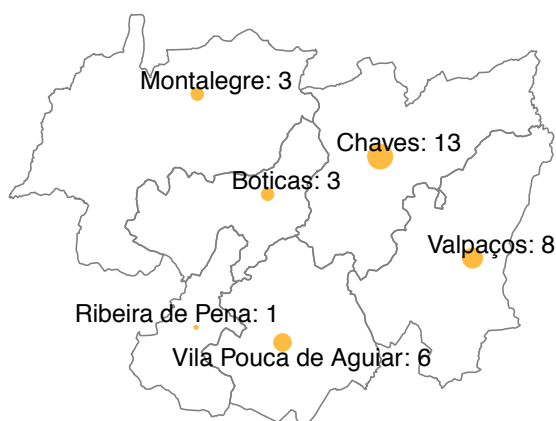 Montalegre: 3
Chaves: 13
Boticas: 3
Valpaços: 8
Ribeira de Pena: 1
Vila Pouca de Aguiar: 6